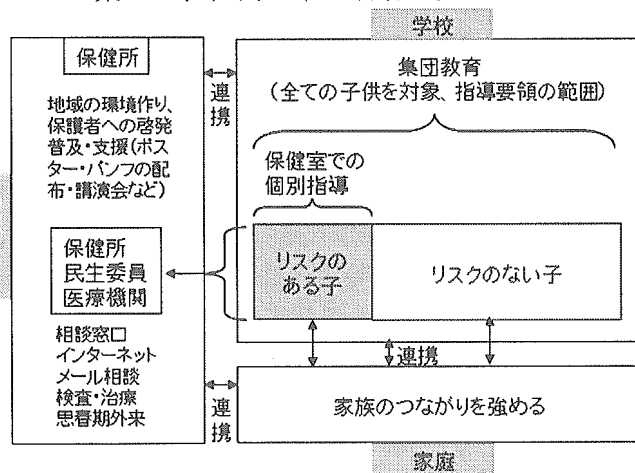 学校
保健所
地域の環境作り、
保護者への啓発
普及・支援(ポス
ター・パンフの配
布・講演会など)
連携
集団教育
(全ての子供を対象、指導要領の範囲)
保健室での
個別指導
保健所
民生委員
医療機関
リスクの
ある子
リスクのない子
相談窓口
インターネット
メール相談
検査・治療
思春期外来
連携
連携
家族のつながりを強める
家庭